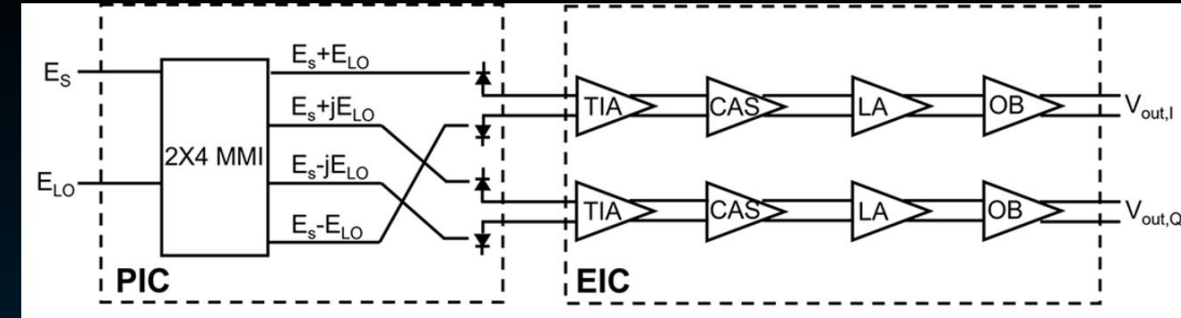 E_S
E_LO
2X4 MMI
E_s+E_LO
E_s+jE_LO
E_s-jE_LO
E_s-E_LO
PIC
TIA CAS LA OB V_out,I
TIA CAS LA OB V_out,Q
EIC